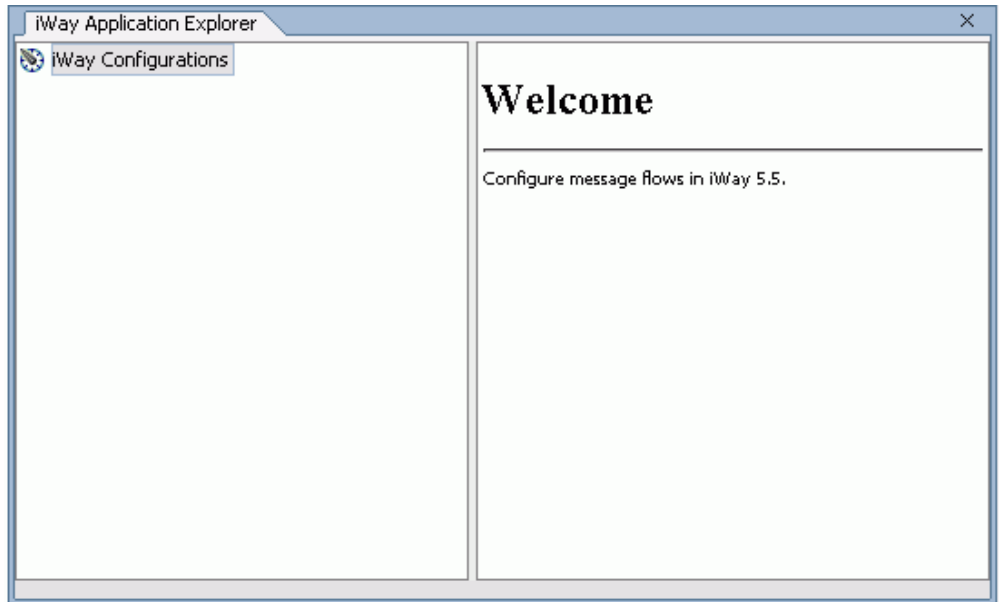 iWay Application Explorer
iWay Configurations
Welcome
Configure message flows in iWay 5.5.